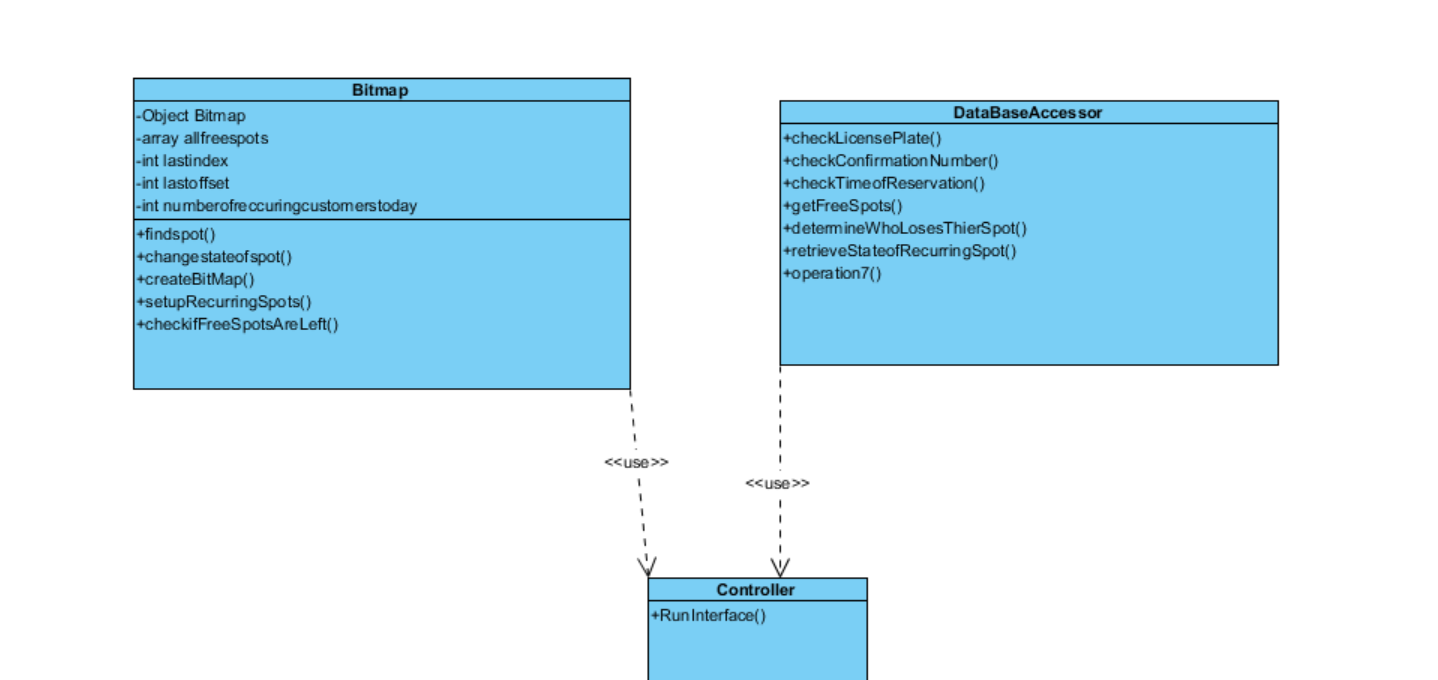 Bitmap
-Object Bitmap
-array allfreespots
-int lastindex
-int lastoffset
-int numberofreccuringcustomerstoday
+findspot()
+changestateofspot()
+createBitMap()
+setupRecurringSpots()
+checkifFreeSpotsAreLeft()
DataBaseAccessor
+checkLicensePlate()
+checkConfirmationNumber()
+checkTimeofReservation()
+getFreeSpots()
+determineWhoLosesThierSpot()
+retrieveStateofRecurringSpot()
+operation7()
<<use>>
<<use>>
Controller
+RunInterface()